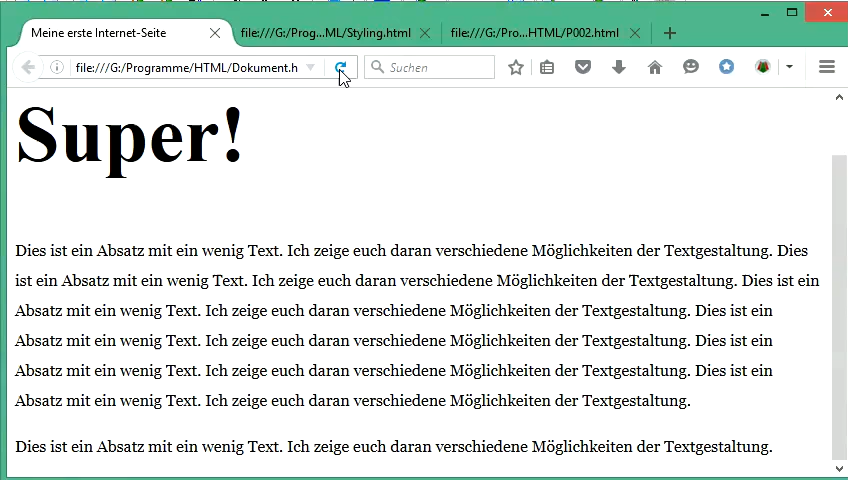 Meine erste Internet-Seite
file:///G:/Prog...ML/Styling.html
file:///G:/Pro...HTML/P002.html
file:///G:/Programme/HTML/Dokument.h
Suchen
Super!
Dies ist ein Absatz mit ein wenig Text. Ich zeige euch daran verschiedene Möglichkeiten der Textgestaltung. Dies
ist ein Absatz mit ein wenig Text. Ich zeige euch daran verschiedene Möglichkeiten der Textgestaltung. Dies ist ein
Absatz mit ein wenig Text. Ich zeige euch daran verschiedene Möglichkeiten der Textgestaltung. Dies ist ein
Absatz mit ein wenig Text. Ich zeige euch daran verschiedene Möglichkeiten der Textgestaltung. Dies ist ein
Absatz mit ein wenig Text. Ich zeige euch daran verschiedene Möglichkeiten der Textgestaltung. Dies ist ein
Absatz mit ein wenig Text. Ich zeige euch daran verschiedene Möglichkeiten der Textgestaltung.
Dies ist ein Absatz mit ein wenig Text. Ich zeige euch daran verschiedene Möglichkeiten der Textgestaltung.